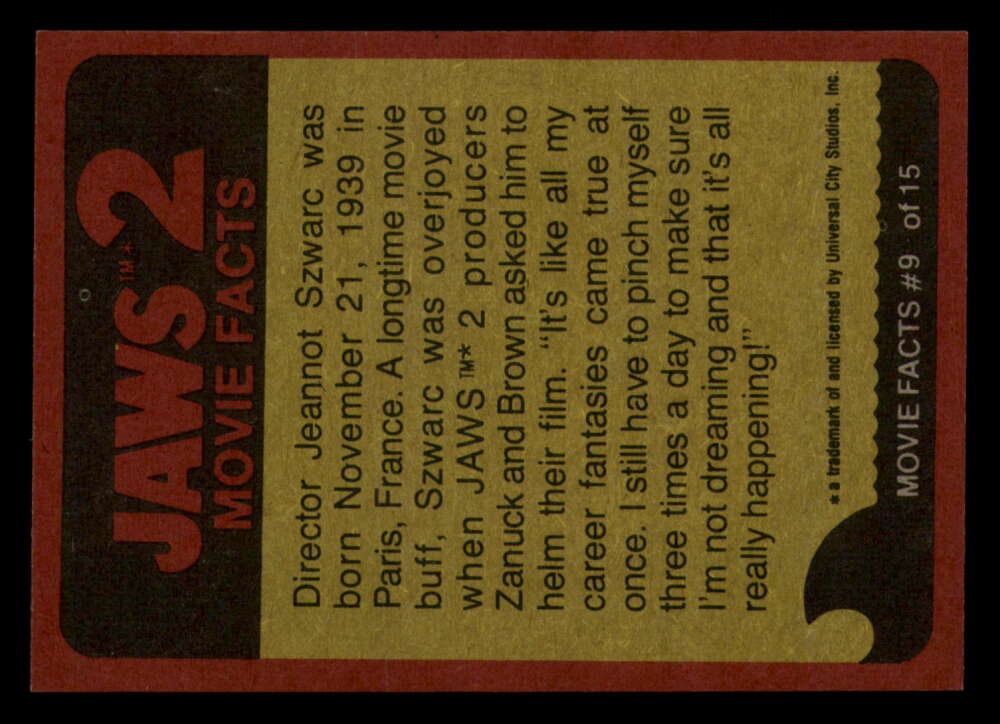 JAWS™* 2
MOVIE FACTS
Director Jeannot Szwarc was
born November 21, 1939 in
Paris, France. A longtime movie
buff, Szwarc was overjoyed
when JAWS™* 2 producers
Zanuck and Brown asked him to
helm their film. “It's like all my
career fantasies came true at
once. I still have to pinch myself
three times a day to make sure
I'm not dreaming and that it's all
really happening!”
*a trademark of and licensed by Universal City Studios, Inc.
MOVIE FACTS #9 of 15